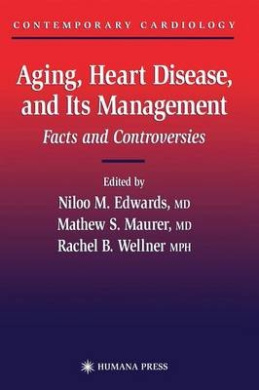 CONTEMPORARY CARDIOLOGY
Aging, Heart Disease,
and Its Management
Facts and Controversies
Edited by
Niloo M. Edwards, MD
Mathew S. Maurer, MD
Rachel B. Wellner MPH
HUMANA PRESS